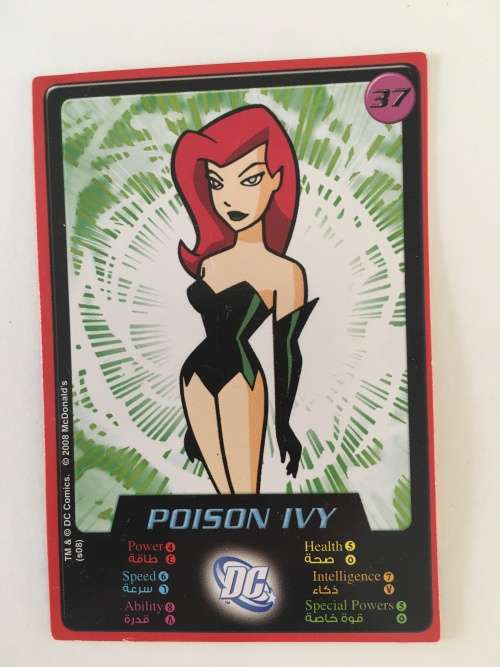 37
TM & © DC Comics. © 2008 McDonald's
(s08)
POISON IVY
Power 4
طاقة ٤
Speed 6
سرعة ٦
Ability 8
قدرة ٨
DC
TM
Health 5
صحة ٥
Intelligence 7
ذكاء ٧
Special Powers 5
قوة خاصة ٥